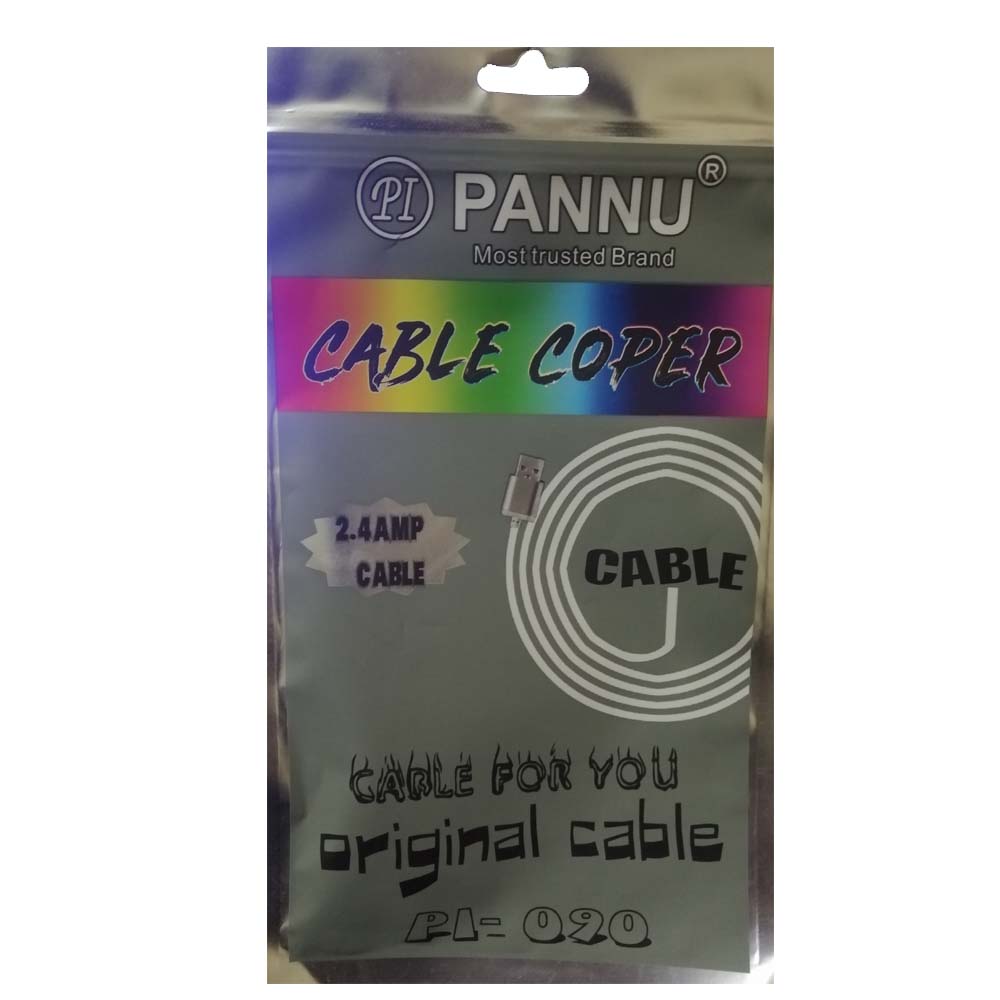 PI PANNU ®
Most trusted Brand
CABLE COPER
2.4AMP
CABLE
CABLE
CABLE FOR YOU
original cable
PI- 090